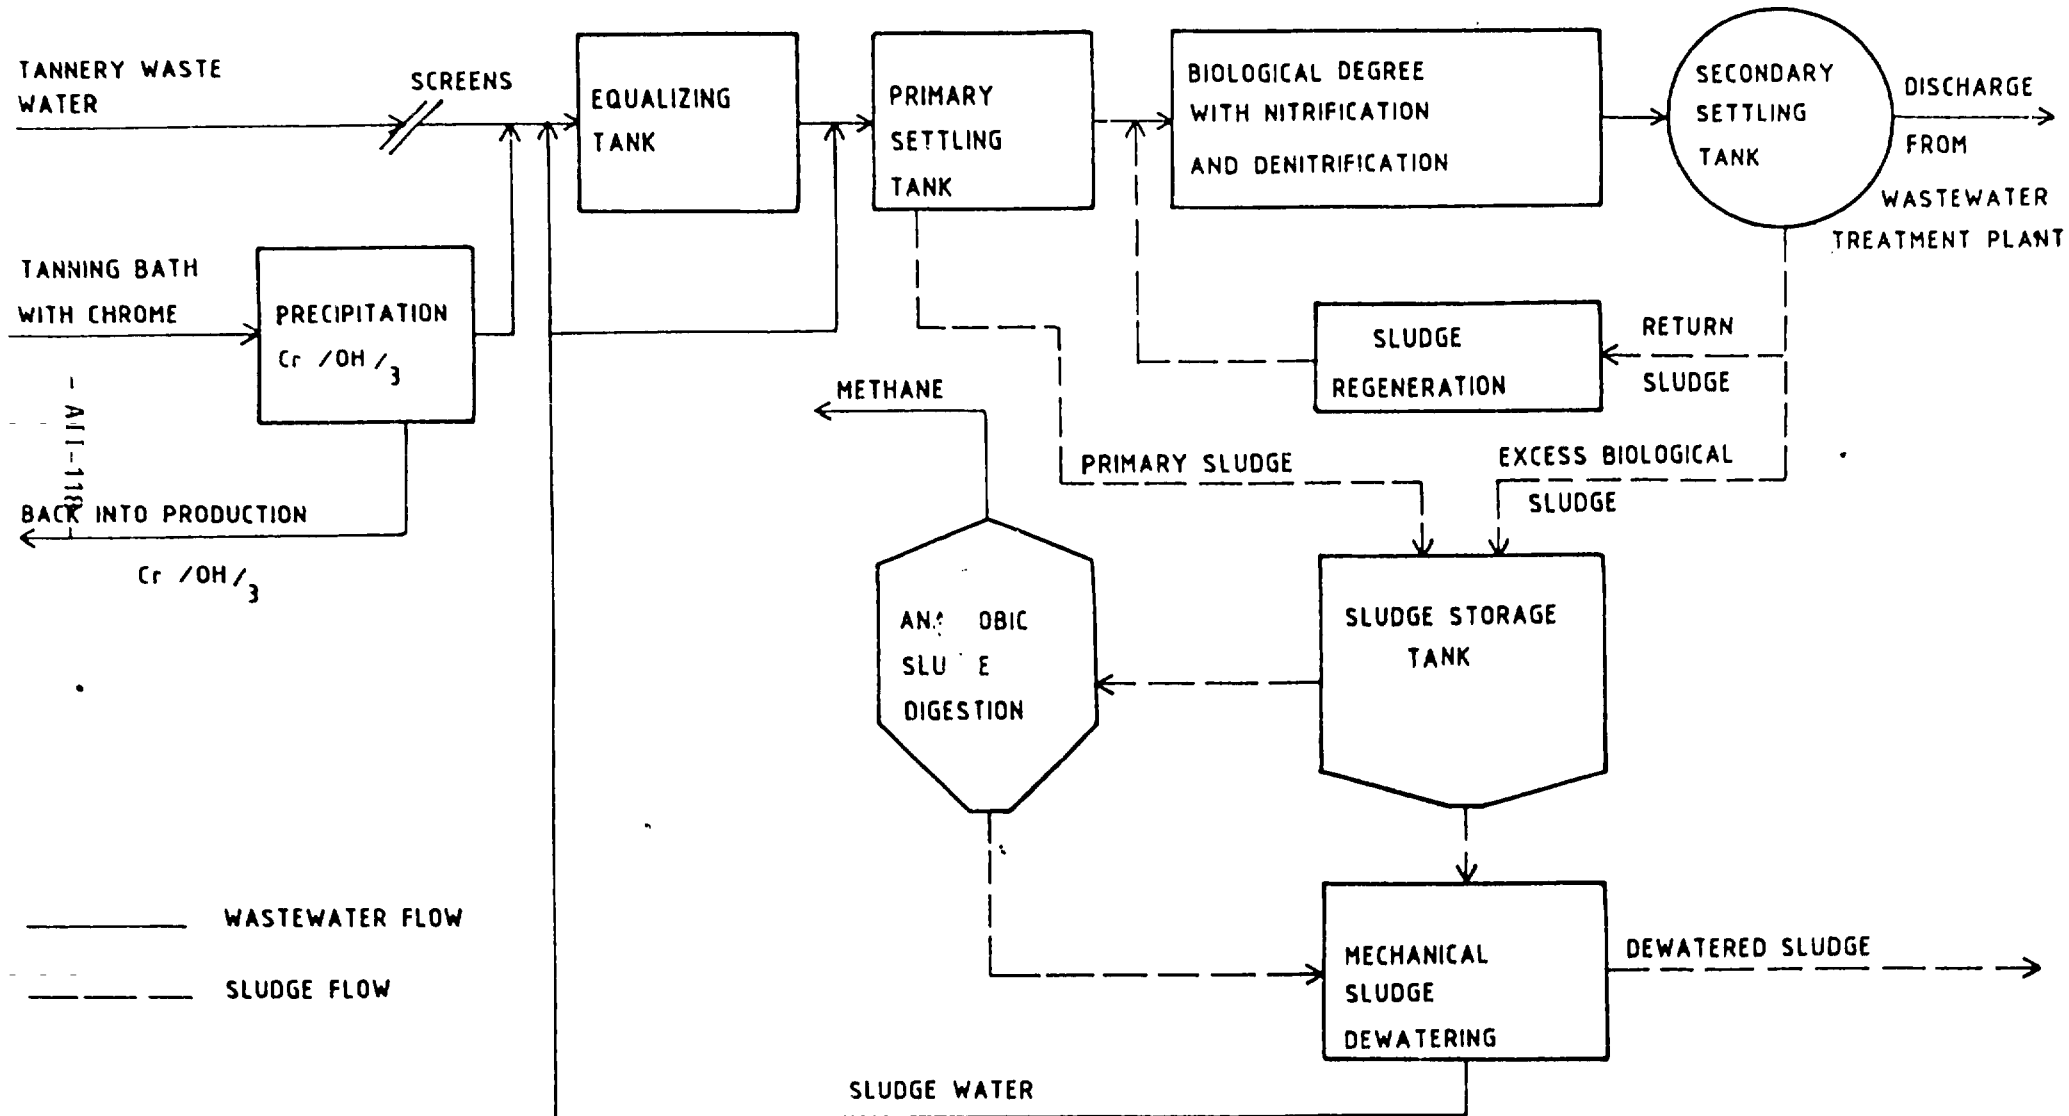 TANNERY WASTE
WATER
SCREENS
EQUALIZING
TANK
PRIMARY
SETTLING
TANK
BIOLOGICAL DEGREE
WITH NITRIFICATION
AND DENITRIFICATION
SECONDARY
SETTLING
TANK
DISCHARGE
FROM
WASTEWATER
TREATMENT PLANT
TANNING BATH
WITH CHROME
PRECIPITATION
Cr /OH/3
SLUDGE
REGENERATION
RETURN
SLUDGE
METHANE
BACK INTO PRODUCTION
Cr /OH/3
PRIMARY SLUDGE
EXCESS BIOLOGICAL
SLUDGE
OBIC
DIGESTION
SLUDGE STORAGE
TANK
WASTEWATER FLOW
SLUDGE FLOW
MECHANICAL
SLUDGE
DEWATERING
DEWATERED SLUDGE
SLUDGE WATER